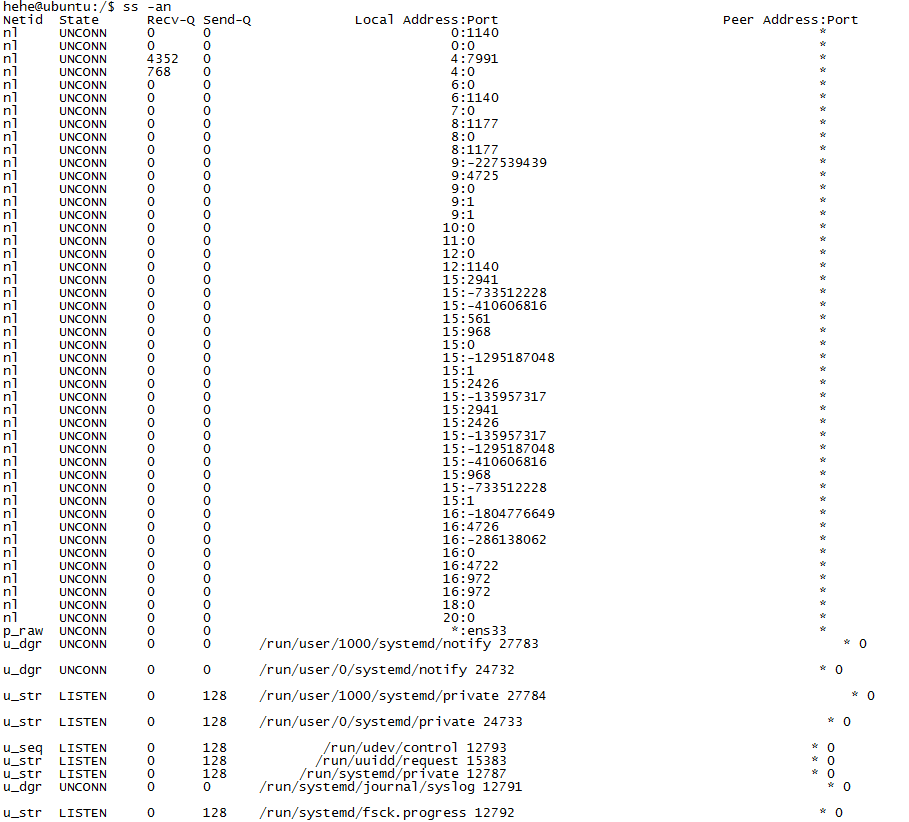 hehe@ubuntu:/$ ss -an
Netid State Recv-Q Send-Q Local Address:Port Peer Address:Port
nl UNCONN 0 0 0:1140 *
nl UNCONN 0 0 0:0 *
nl UNCONN 4352 0 4:7991 *
nl UNCONN 768 0 4:0 *
nl UNCONN 0 0 6:0 *
nl UNCONN 0 0 6:1140 *
nl UNCONN 0 0 7:0 *
nl UNCONN 0 0 8:1177 *
nl UNCONN 0 0 8:0 *
nl UNCONN 0 0 8:1177 *
nl UNCONN 0 0 9:-227539439 *
nl UNCONN 0 0 9:4725 *
nl UNCONN 0 0 9:0 *
nl UNCONN 0 0 9:1 *
nl UNCONN 0 0 9:1 *
nl UNCONN 0 0 10:0 *
nl UNCONN 0 0 11:0 *
nl UNCONN 0 0 12:0 *
nl UNCONN 0 0 12:1140 *
nl UNCONN 0 0 15:2941 *
nl UNCONN 0 0 15:-733512228 *
nl UNCONN 0 0 15:-410606816 *
nl UNCONN 0 0 15:561 *
nl UNCONN 0 0 15:968 *
nl UNCONN 0 0 15:0 *
nl UNCONN 0 0 15:-1295187048 *
nl UNCONN 0 0 15:1 *
nl UNCONN 0 0 15:2426 *
nl UNCONN 0 0 15:-135957317 *
nl UNCONN 0 0 15:2941 *
nl UNCONN 0 0 15:2426 *
nl UNCONN 0 0 15:-135957317 *
nl UNCONN 0 0 15:-1295187048 *
nl UNCONN 0 0 15:-410606816 *
nl UNCONN 0 0 15:968 *
nl UNCONN 0 0 15:-733512228 *
nl UNCONN 0 0 15:1 *
nl UNCONN 0 0 16:-1804776649 *
nl UNCONN 0 0 16:4726 *
nl UNCONN 0 0 16:-286138062 *
nl UNCONN 0 0 16:0 *
nl UNCONN 0 0 16:4722 *
nl UNCONN 0 0 16:972 *
nl UNCONN 0 0 16:972 *
nl UNCONN 0 0 18:0 *
nl UNCONN 0 0 20:0 *
p_raw UNCONN 0 0 *:ens33 *
u_dgr UNCONN 0 0 /run/user/1000/systemd/notify 27783 * 0
u_dgr UNCONN 0 0 /run/user/0/systemd/notify 24732 * 0
u_str LISTEN 0 128 /run/user/1000/systemd/private 27784 * 0
u_str LISTEN 0 128 /run/user/0/systemd/private 24733 * 0
u_seq LISTEN 0 128 /run/udev/control 12793 * 0
u_str LISTEN 0 128 /run/uuidd/request 15383 * 0
u_str LISTEN 0 128 /run/systemd/private 12787 * 0
u_dgr UNCONN 0 0 /run/systemd/journal/syslog 12791 * 0
u_str LISTEN 0 128 /run/systemd/fsck.progress 12792 * 0